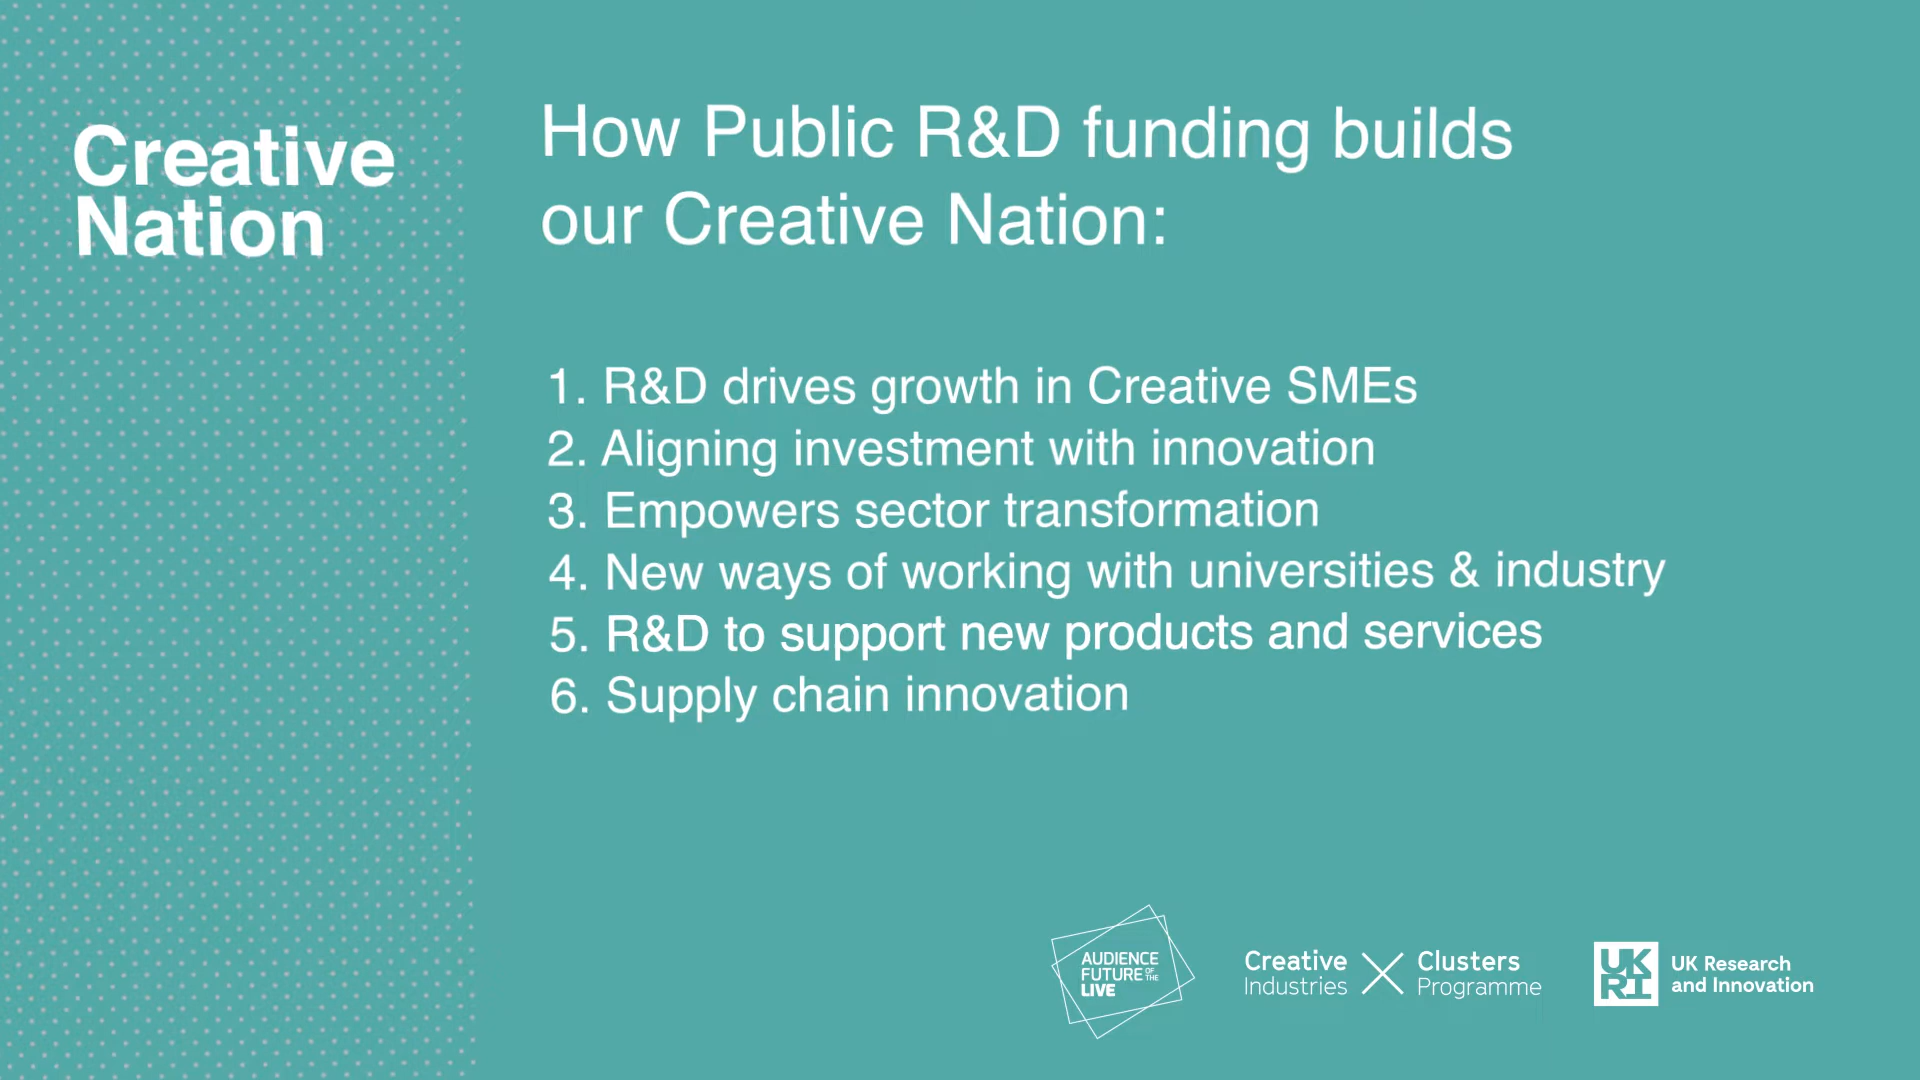 Creative
Nation
How Public R&D funding builds
our Creative Nation:
1. R&D drives growth in Creative SMEs
2. Aligning investment with innovation
3. Empowers sector transformation
4. New ways of working with universities & industry
5. R&D to support new products and services
6. Supply chain innovation
AUDIENCE
FUTURE OF THE
LIVE
Creative Industries
Clusters Programme
UK
RI
UK Research
and Innovation